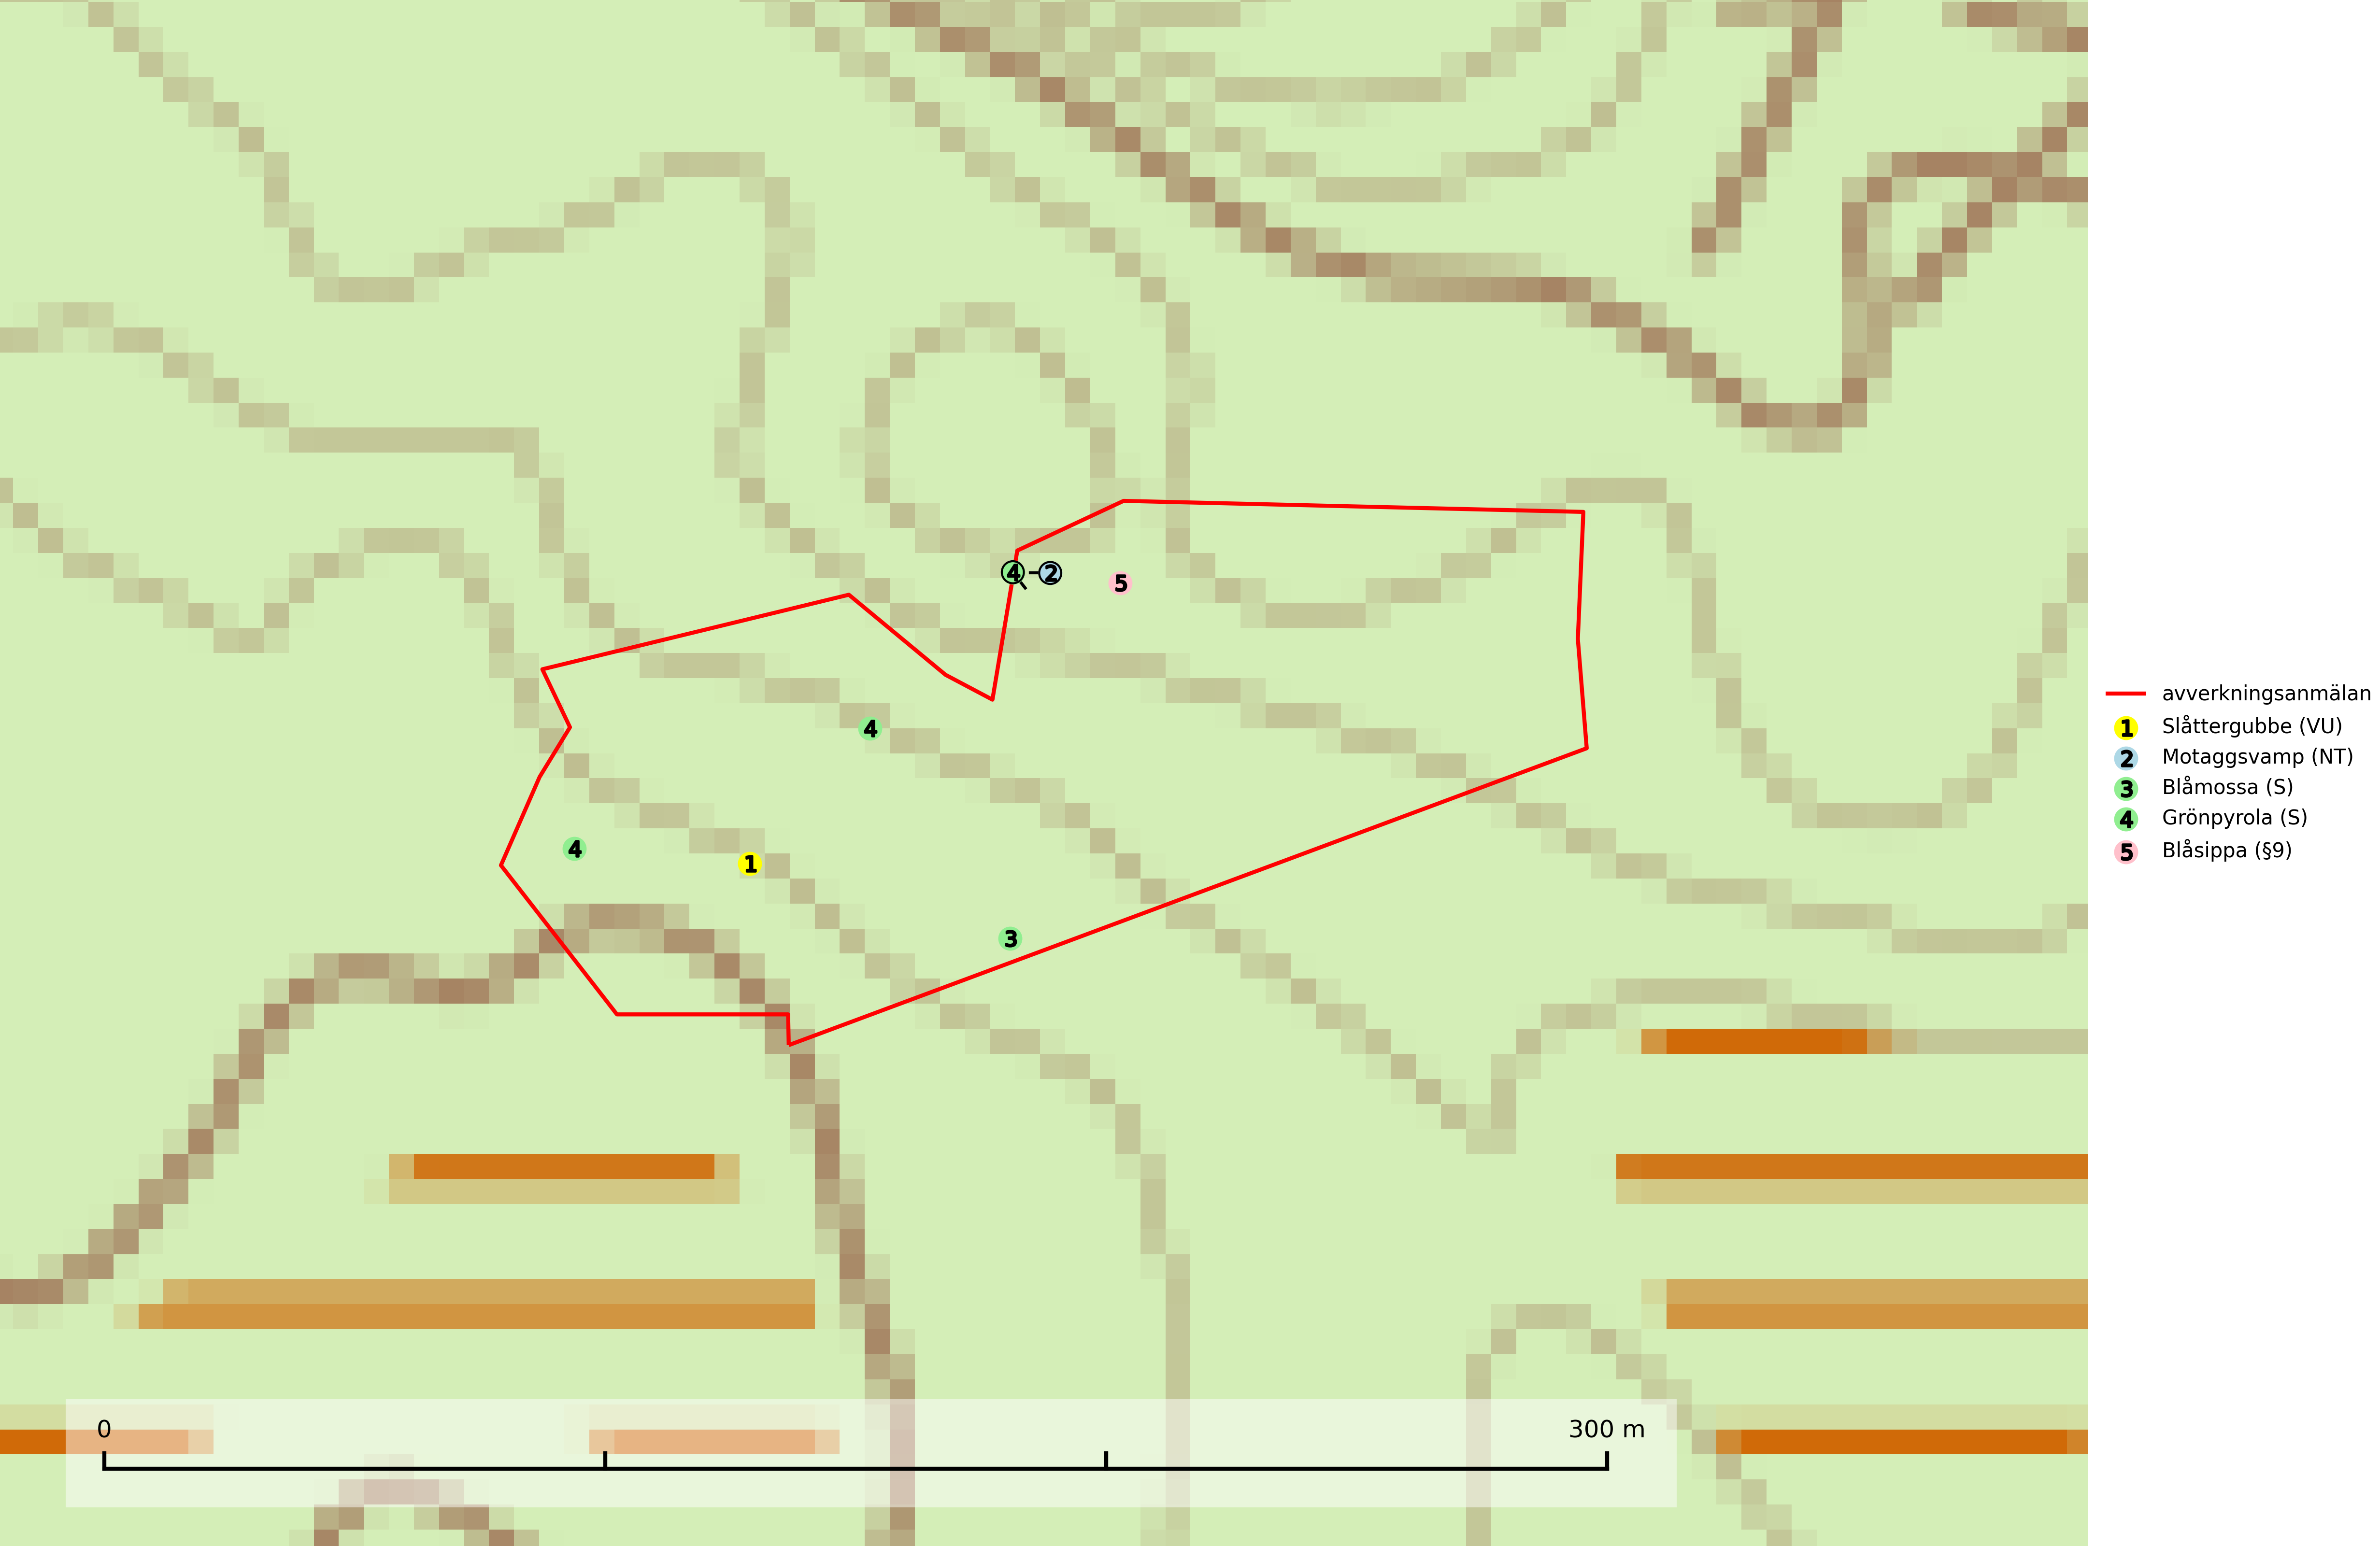 4 2
5
4
4
1
3
avverkningsanmälan
1 Slåttergubbe (VU)
2 Motaggsvamp (NT)
3 Blåmossa (S)
4 Grönpyrola (S)
5 Blåsippa (§9)
0 300 m